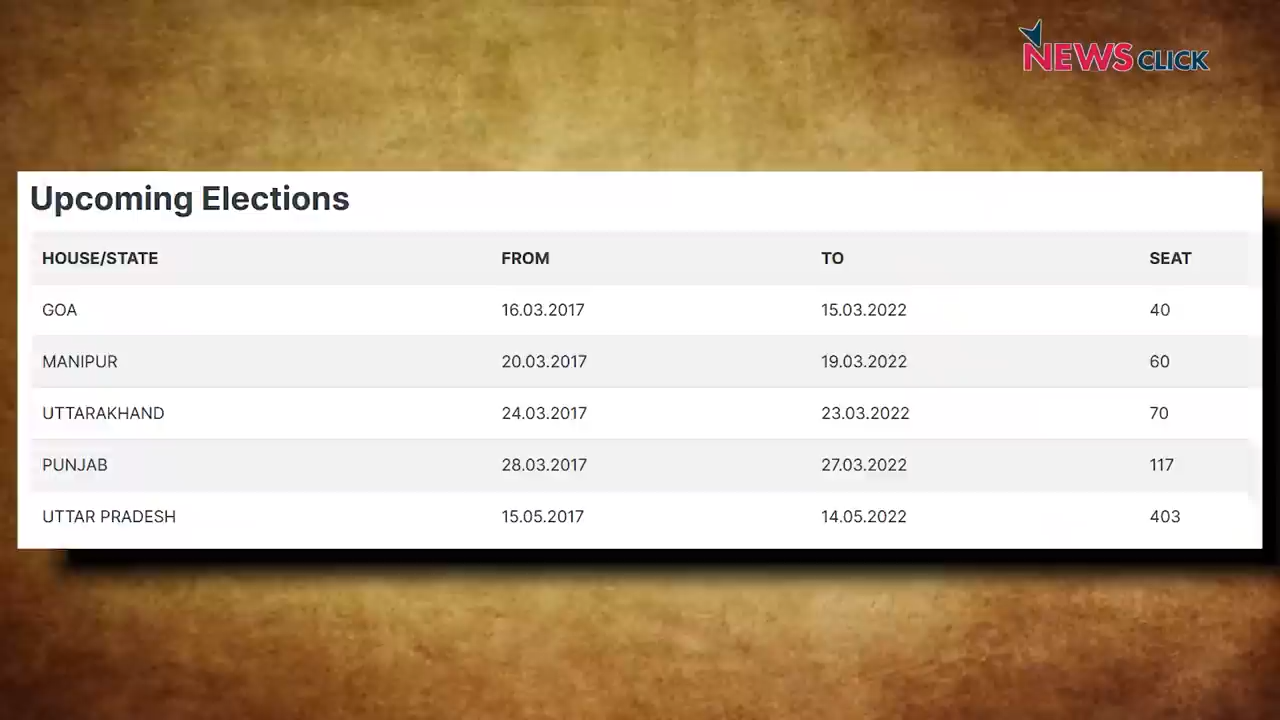 NEWSCLICK
Upcoming Elections
HOUSE/STATE FROM TO SEAT
GOA 16.03.2017 15.03.2022 40
MANIPUR 20.03.2017 19.03.2022 60
UTTARAKHAND 24.03.2017 23.03.2022 70
PUNJAB 28.03.2017 27.03.2022 117
UTTAR PRADESH 15.05.2017 14.05.2022 403